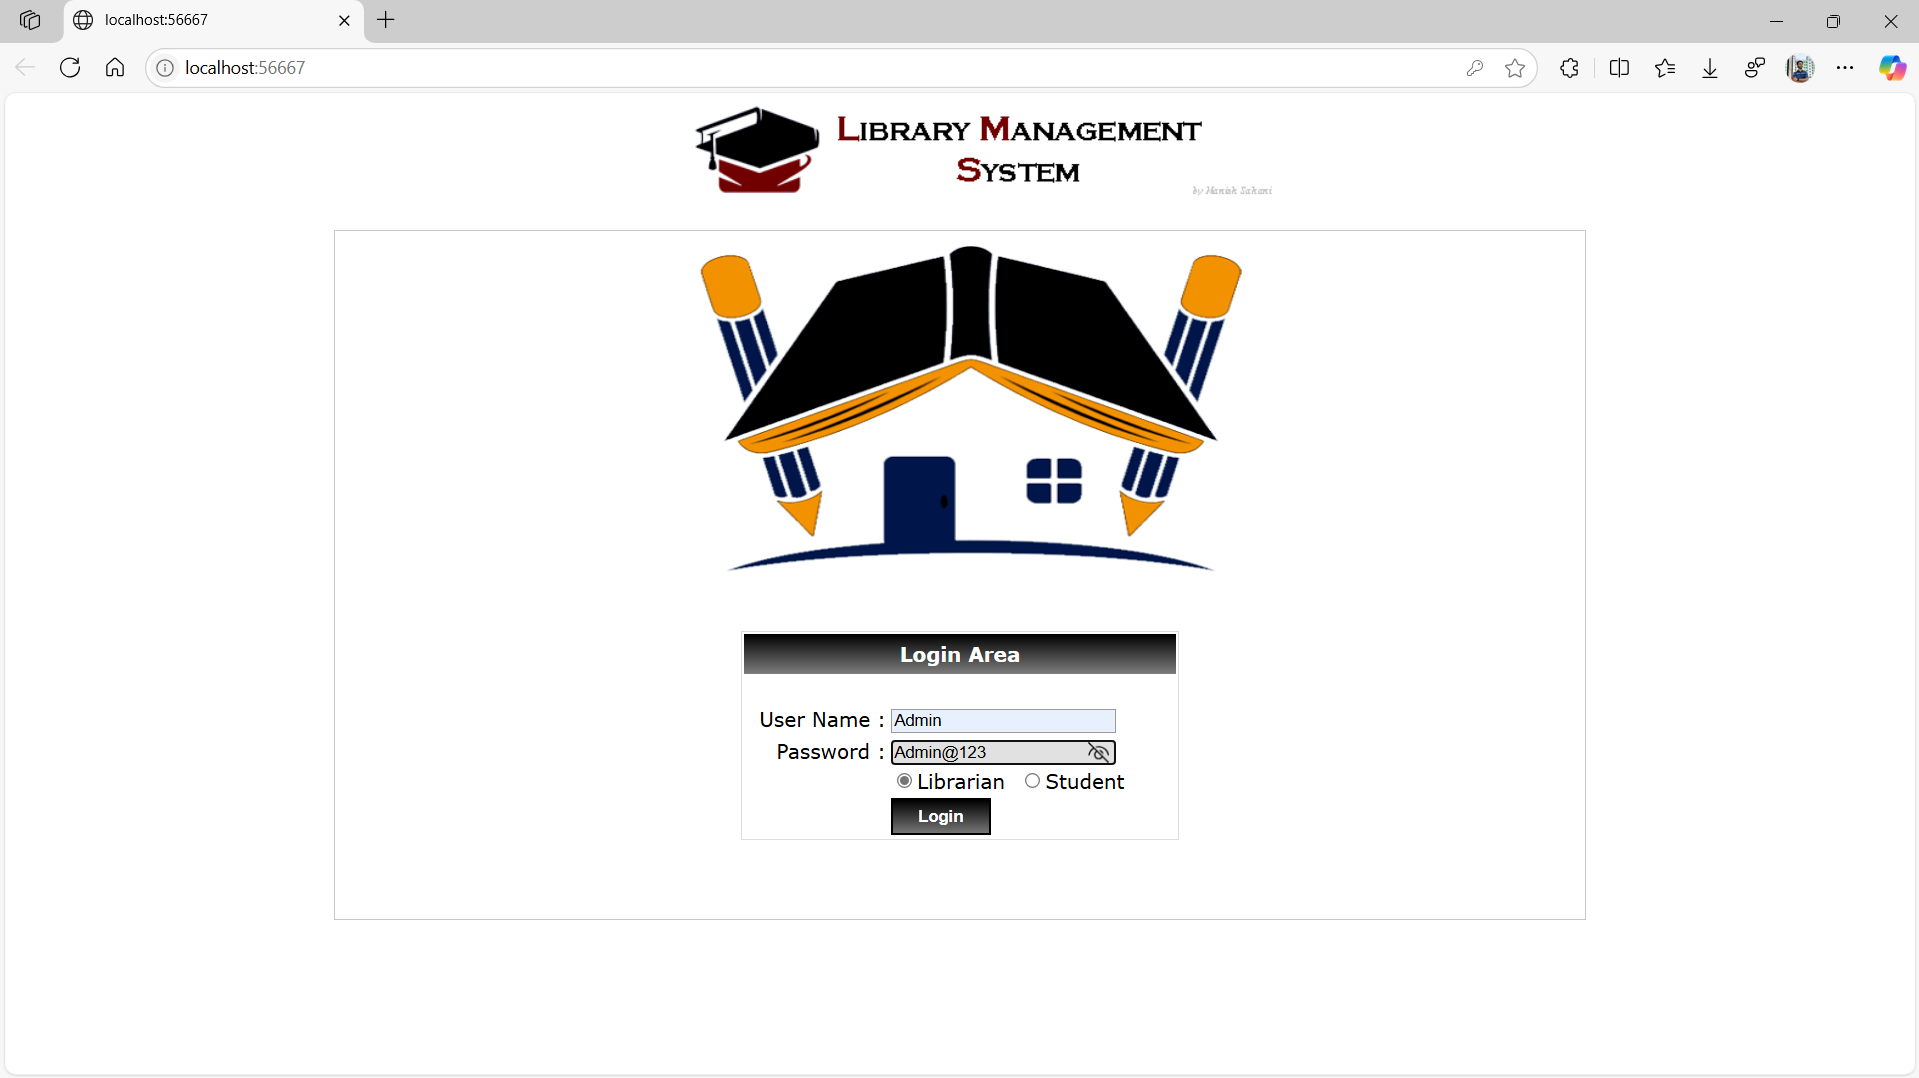 localhost:56667
localhost:56667
LIBRARY MANAGEMENT
SYSTEM
by Manish Sahani
Login Area
User Name : Admin
Password : Admin@123
Librarian Student
Login